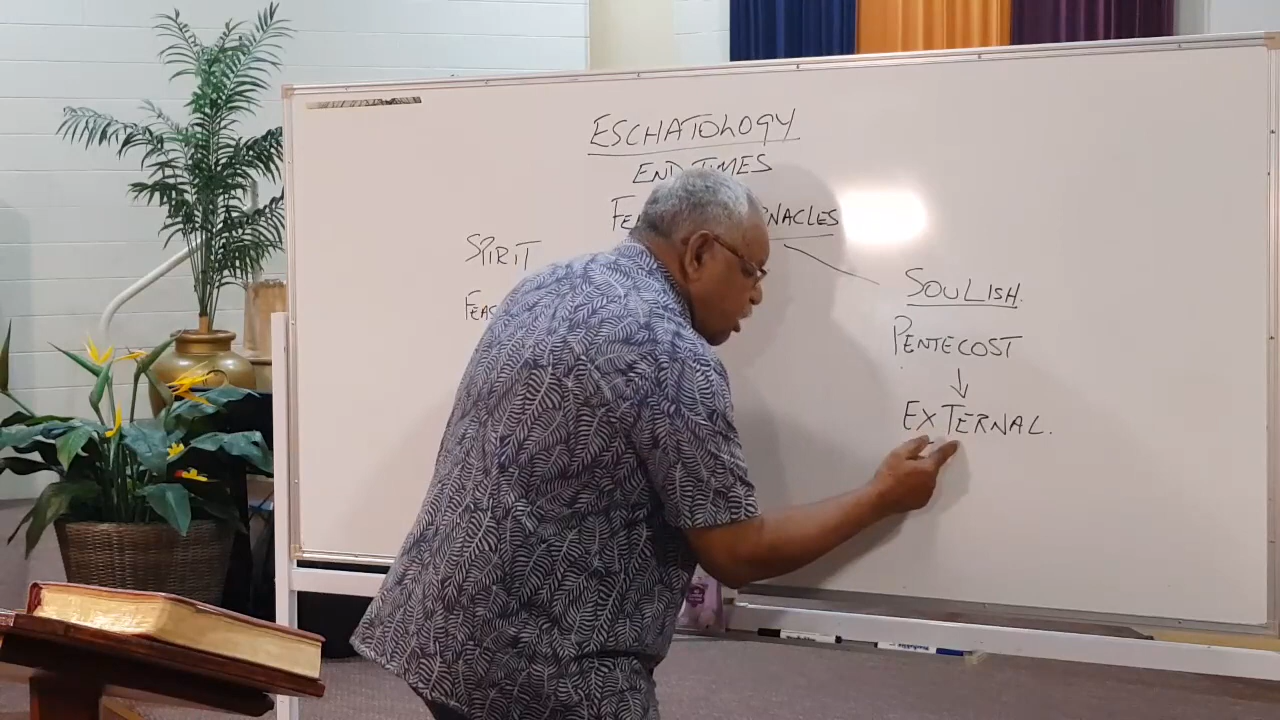 ESCHATOLOGY
END TIMES
SPIRIT
SOULISH.
PENTECOST
EXTERNAL.